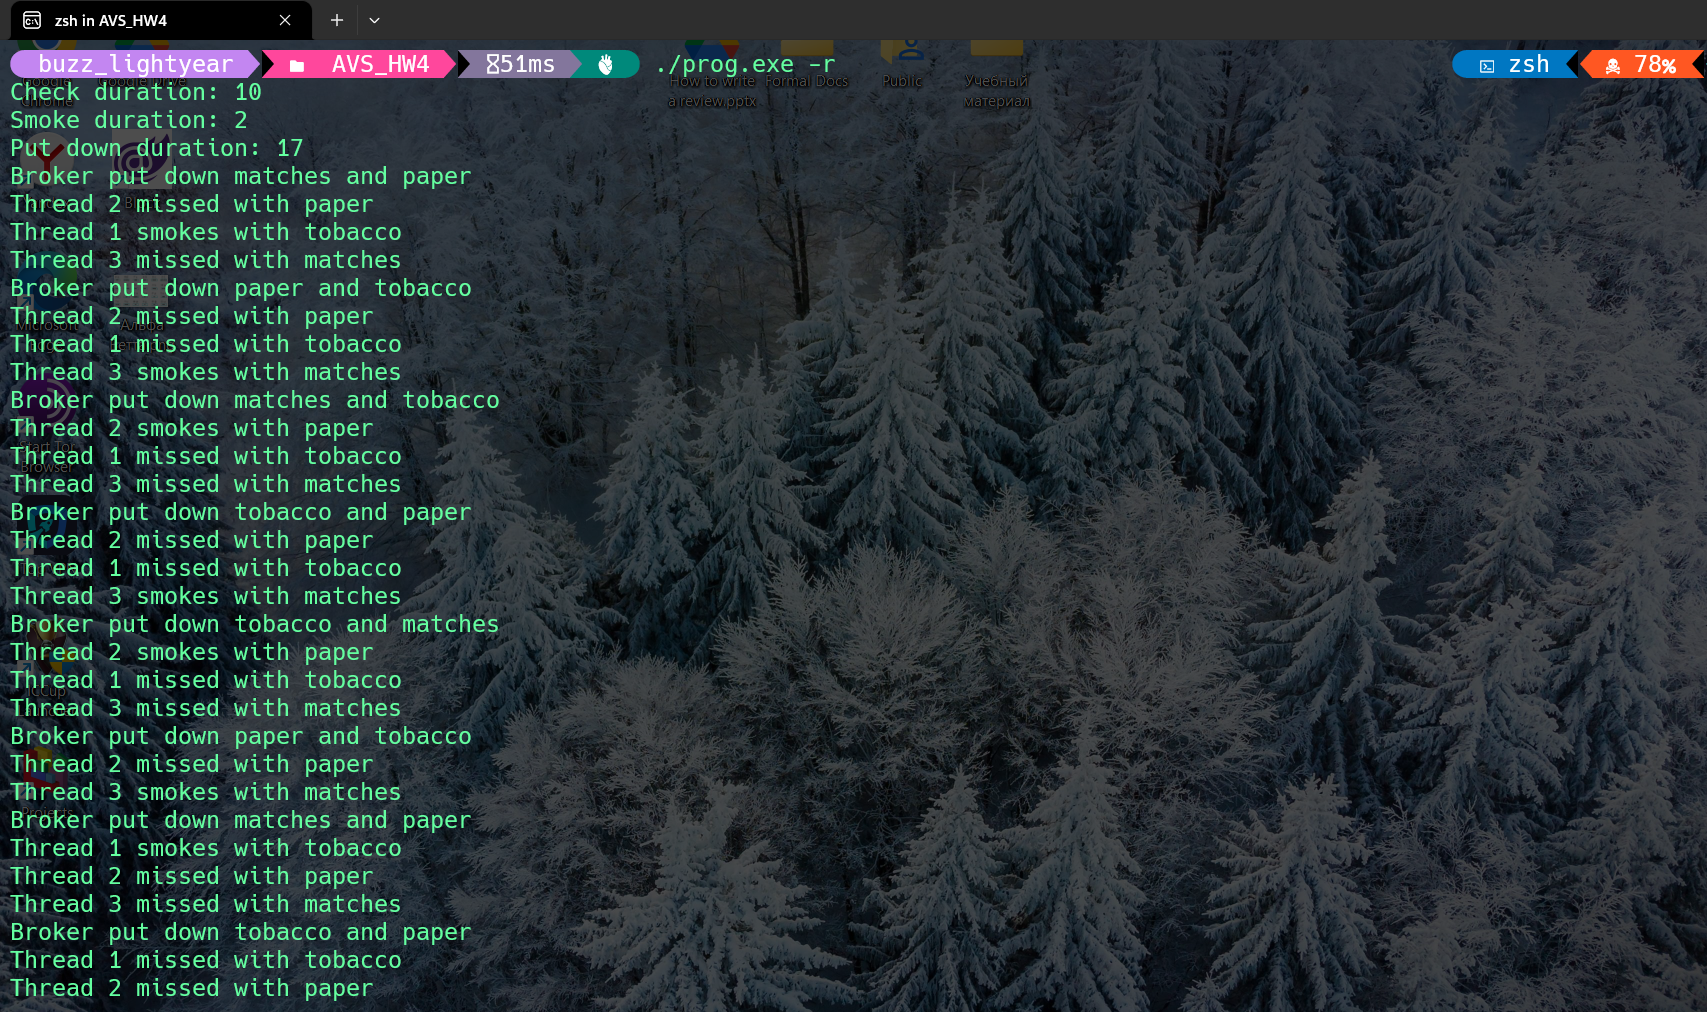 zsh in AVS_HW4
buzz_lightyear AVS_HW4 51ms ./prog.exe -r zsh 78%
Check duration: 10
Smoke duration: 2
Put down duration: 17
Broker put down matches and paper
Thread 2 missed with paper
Thread 1 smokes with tobacco
Thread 3 missed with matches
Broker put down paper and tobacco
Thread 2 missed with paper
Thread 1 missed with tobacco
Thread 3 smokes with matches
Broker put down matches and tobacco
Thread 2 smokes with paper
Thread 1 missed with tobacco
Thread 3 missed with matches
Broker put down tobacco and paper
Thread 2 missed with paper
Thread 1 missed with tobacco
Thread 3 smokes with matches
Broker put down tobacco and matches
Thread 2 smokes with paper
Thread 1 missed with tobacco
Thread 3 missed with matches
Broker put down paper and tobacco
Thread 2 missed with paper
Thread 3 smokes with matches
Broker put down matches and paper
Thread 1 smokes with tobacco
Thread 2 missed with paper
Thread 3 missed with matches
Broker put down tobacco and paper
Thread 1 missed with tobacco
Thread 2 missed with paper
How to write
a review.pptx
Formal Docs
Public
Учебный
материал
Chrome
Microsoft
Start Tor
Browser